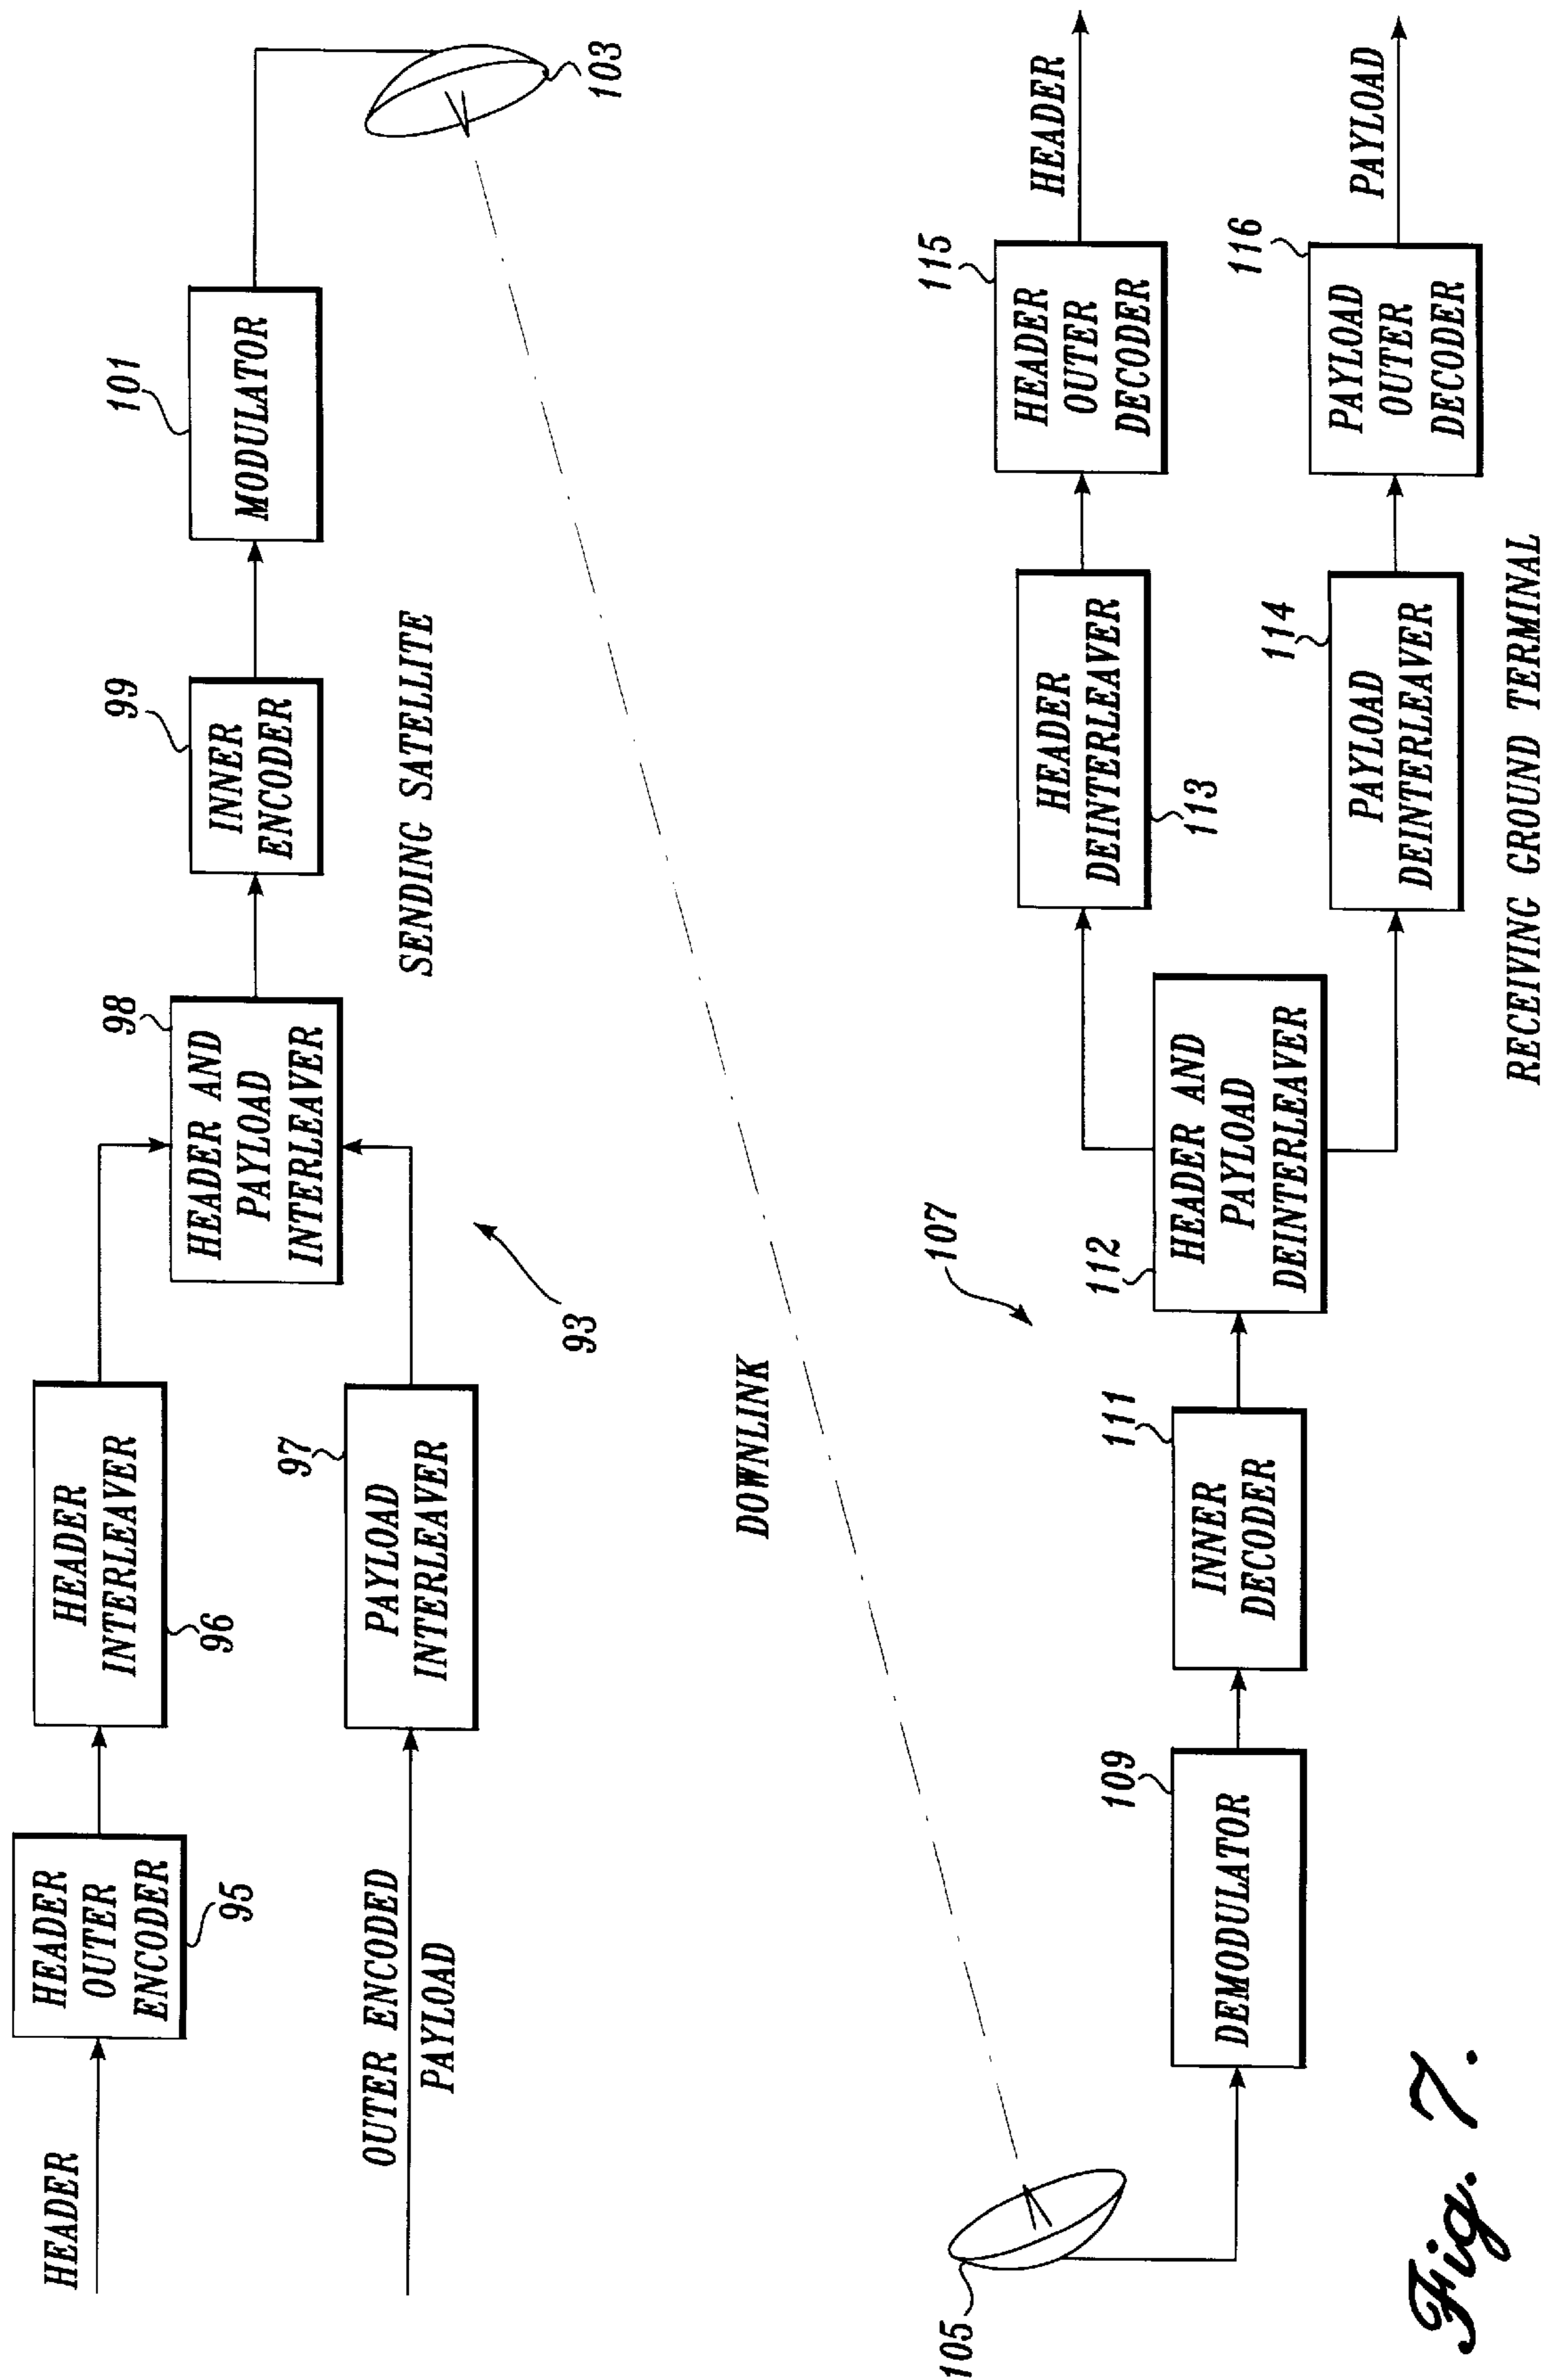 HEADER
HEADER
OUTER
ENCODER
95
HEADER
INTERLEAVER
96
OUTER ENCODED
PAYLOAD
PAYLOAD
INTERLEAVER
97
HEADER AND
PAYLOAD
INTERLEAVER
98
INNER
ENCODER
99
MODULATOR
101
103
93
SENDING SATELLITE
DOWNLINK
105
107
DEMODULATOR
109
INNER
DECODER
111
HEADER AND
PAYLOAD
DEINTERLEAVER
112
HEADER
DEINTERLEAVER
113
HEADER
OUTER
DECODER
115
HEADER
PAYLOAD
DEINTERLEAVER
114
PAYLOAD
OUTER
DECODER
116
PAYLOAD
RECEIVING GROUND TERMINAL
Fig. 7.